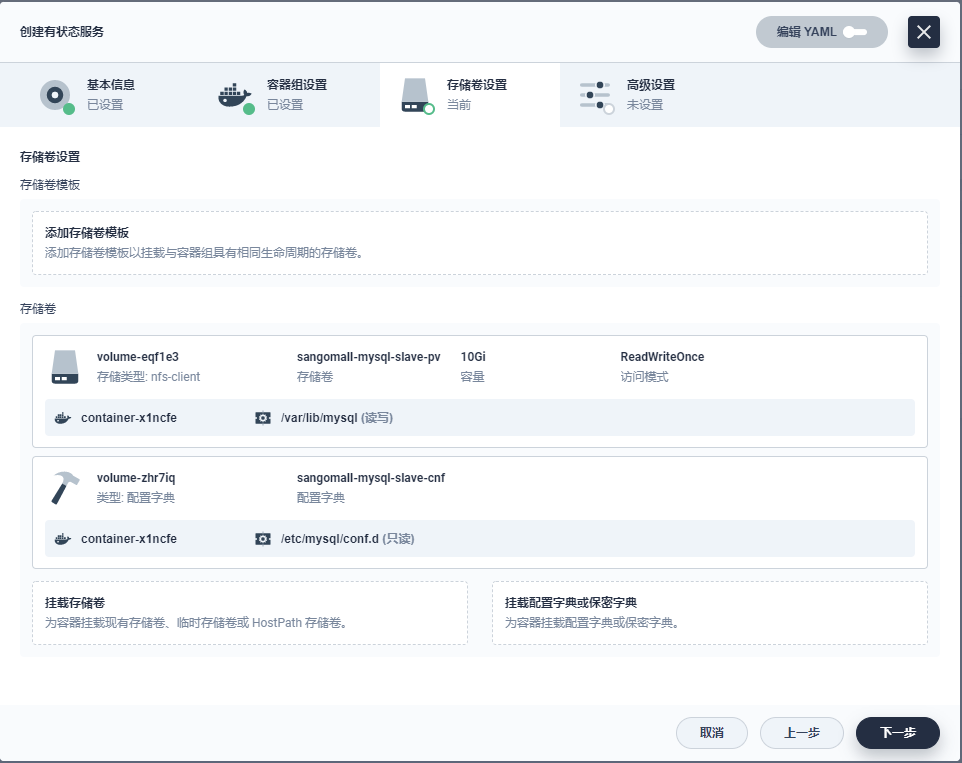 创建有状态服务
编辑 YAML
基本信息
已设置
容器组设置
已设置
存储卷设置
当前
高级设置
未设置
存储卷设置
存储卷模板
添加存储卷模板
添加存储卷模板以挂载与容器组具有相同生命周期的存储卷。
存储卷
volume-eqf1e3
存储类型: nfs-client
sangomall-mysql-slave-pv
存储卷
10Gi
容量
ReadWriteOnce
访问模式
container-x1ncfe
/var/lib/mysql (读写)
volume-zhr7iq
类型: 配置字典
sangomall-mysql-slave-cnf
配置字典
container-x1ncfe
/etc/mysql/conf.d (只读)
挂载存储卷
为容器挂载现有存储卷、临时存储卷或 HostPath 存储卷。
挂载配置字典或保密字典
为容器挂载配置字典或保密字典。
取消
上一步
下一步